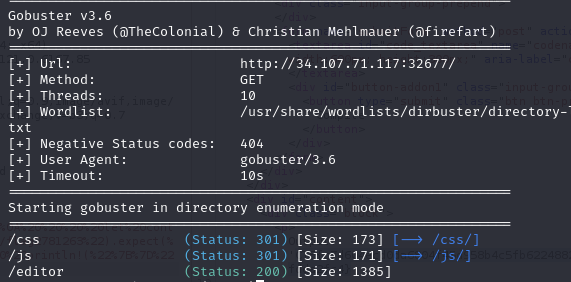 Gobuster v3.6
by OJ Reeves (@TheColonial) & Christian Mehlmauer (@firefart)
[+] Url: http://34.107.71.117:32677/
[+] Method: GET
[+] Threads: 10
[+] Wordlist: /usr/share/wordlists/dirbuster/directory-
txt
[+] Negative Status codes: 404
[+] User Agent: gobuster/3.6
[+] Timeout: 10s
Starting gobuster in directory enumeration mode
/css (Status: 301) [Size: 173] [--> /css/]
/js (Status: 301) [Size: 171] [--> /js/]
/editor (Status: 200) [Size: 1385]